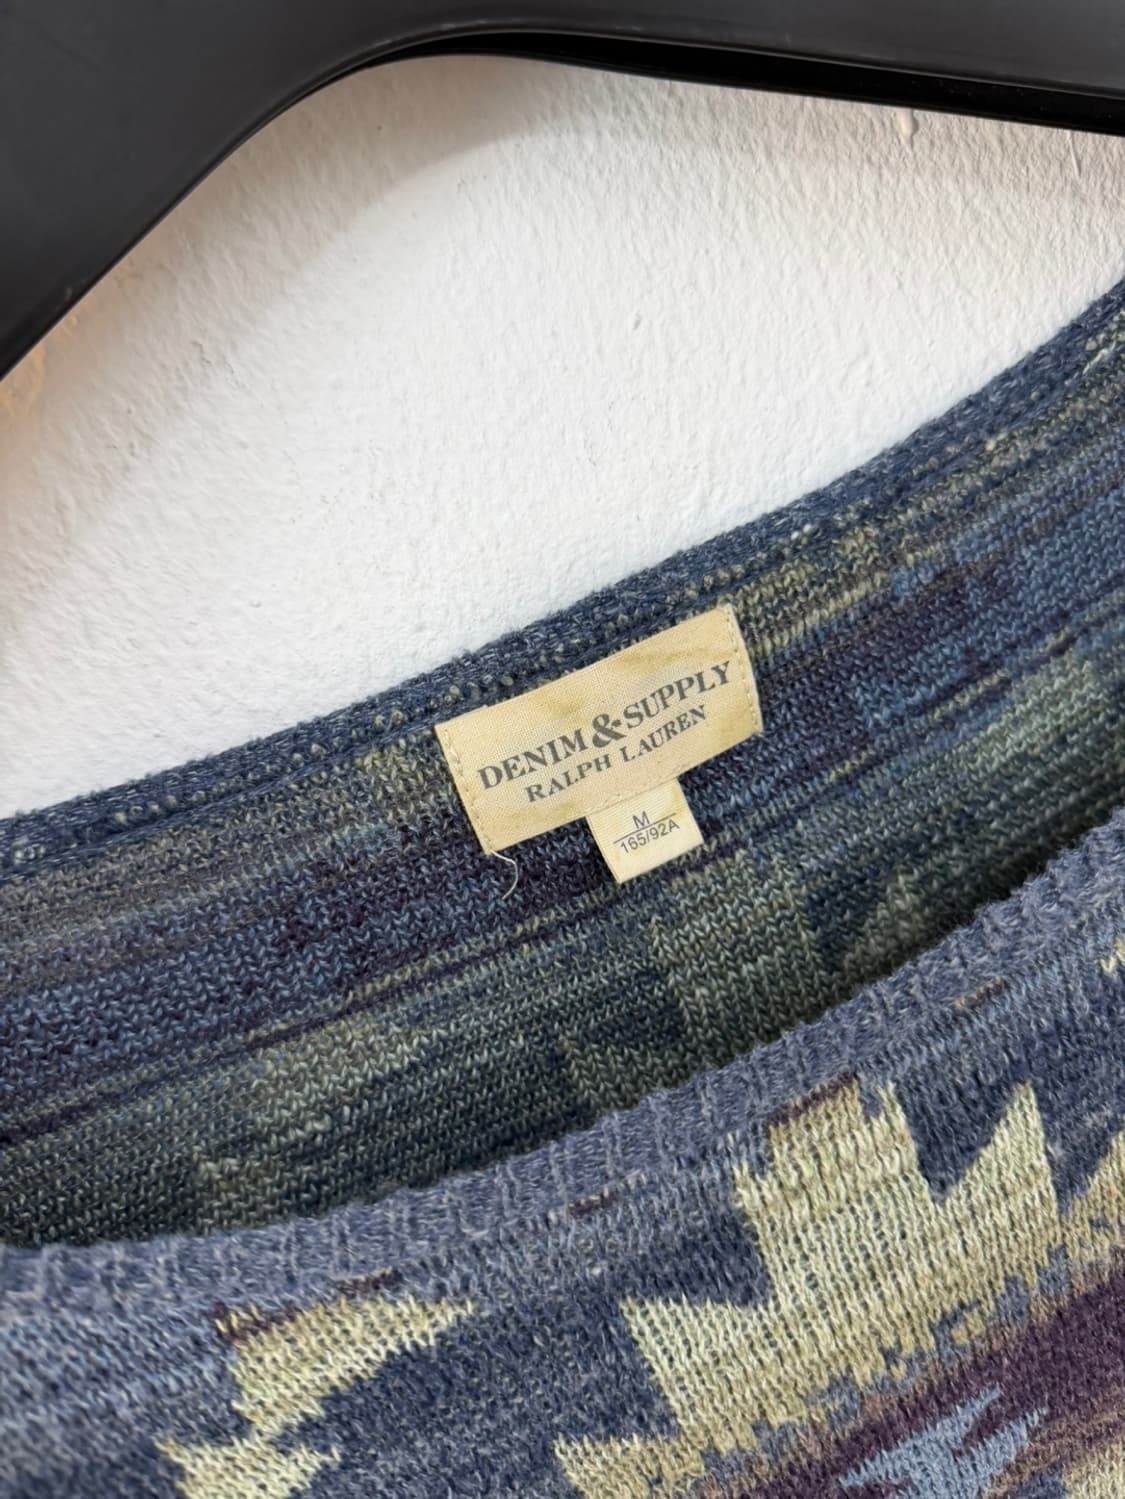 DENIM & SUPPLY
RALPH LAUREN
M
165/92A